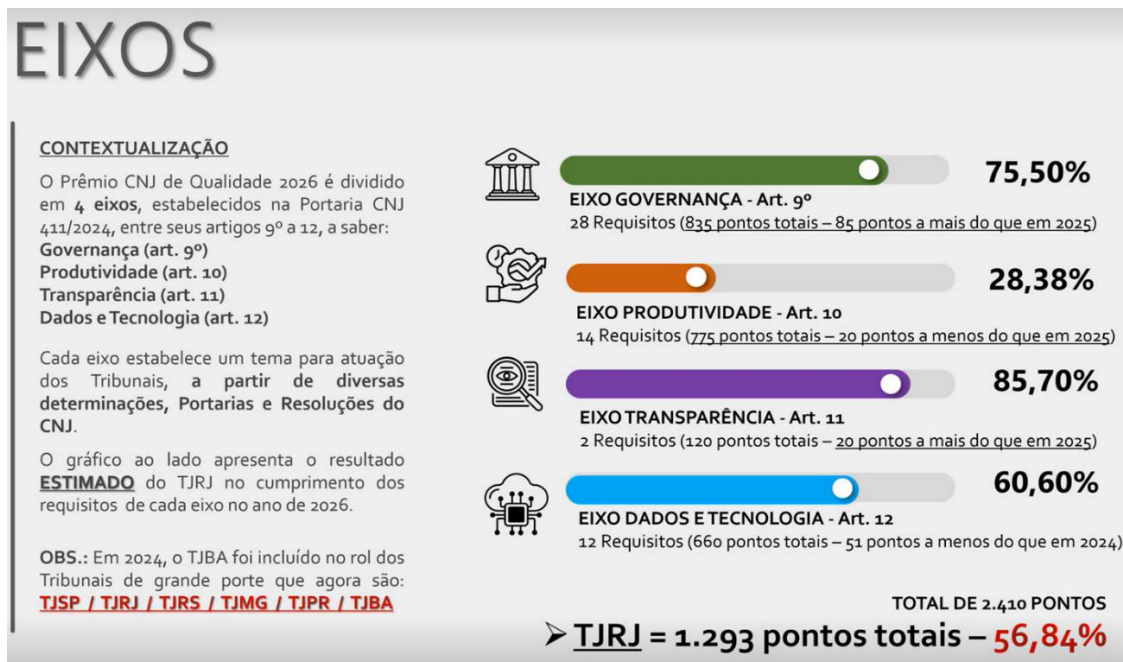 EIXOS
CONTEXTUALIZAÇÃO
O Prêmio CNJ de Qualidade 2026 é dividido
em 4 eixos, estabelecidos na Portaria CNJ
411/2024, entre seus artigos 9º a 12, a saber:
Governança (art. 9º)
Produtividade (art. 10)
Transparência (art. 11)
Dados e Tecnologia (art. 12)
Cada eixo estabelece um tema para atuação
dos Tribunais, a partir de diversas
determinações, Portarias e Resoluções do
CNJ.
O gráfico ao lado apresenta o resultado
ESTIMADO do TJRJ no cumprimento dos
requisitos de cada eixo no ano de 2026.
OBS.: Em 2024, o TJBA foi incluído no rol dos
Tribunais de grande porte que agora são:
TJSP / TJRJ / TJRS / TJMG / TJPR / TJBA
75,50%
EIXO GOVERNANÇA - Art. 9º
28 Requisitos (835 pontos totais – 85 pontos a mais do que em 2025)
28,38%
EIXO PRODUTIVIDADE - Art. 10
14 Requisitos (775 pontos totais – 20 pontos a menos do que em 2025)
85,70%
EIXO TRANSPARÊNCIA - Art. 11
2 Requisitos (120 pontos totais – 20 pontos a mais do que em 2025)
60,60%
EIXO DADOS E TECNOLOGIA - Art. 12
12 Requisitos (660 pontos totais – 51 pontos a menos do que em 2024)
TOTAL DE 2.410 PONTOS
➢ TJRJ = 1.293 pontos totais – 56,84%